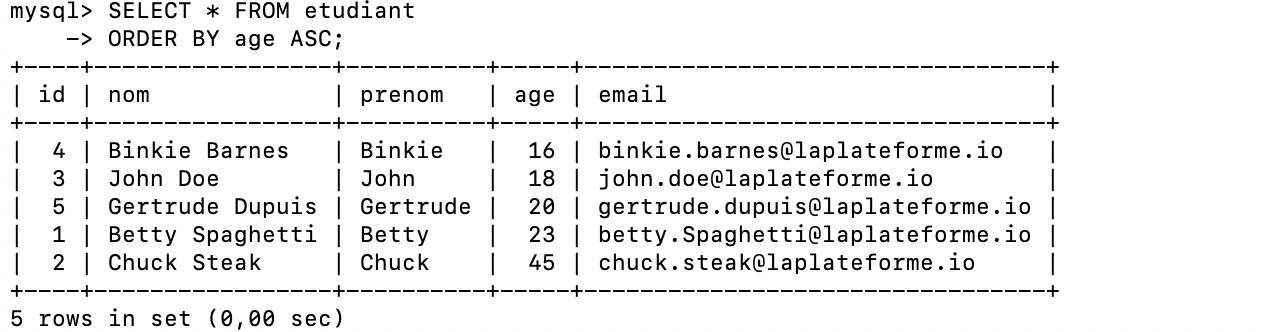 mysql> SELECT * FROM etudiant
    -> ORDER BY age ASC;
+----+-----------------+----------+-----+---------------------------------+
| id | nom             | prenom   | age | email                           |
+----+-----------------+----------+-----+---------------------------------+
|  4 | Binkie Barnes   | Binkie   |  16 | binkie.barnes@laplateforme.io   |
|  3 | John Doe        | John     |  18 | john.doe@laplateforme.io        |
|  5 | Gertrude Dupuis | Gertrude |  20 | gertrude.dupuis@laplateforme.io |
|  1 | Betty Spaghetti | Betty    |  23 | betty.Spaghetti@laplateforme.io |
|  2 | Chuck Steak     | Chuck    |  45 | chuck.steak@laplateforme.io     |
+----+-----------------+----------+-----+---------------------------------+
5 rows in set (0,00 sec)